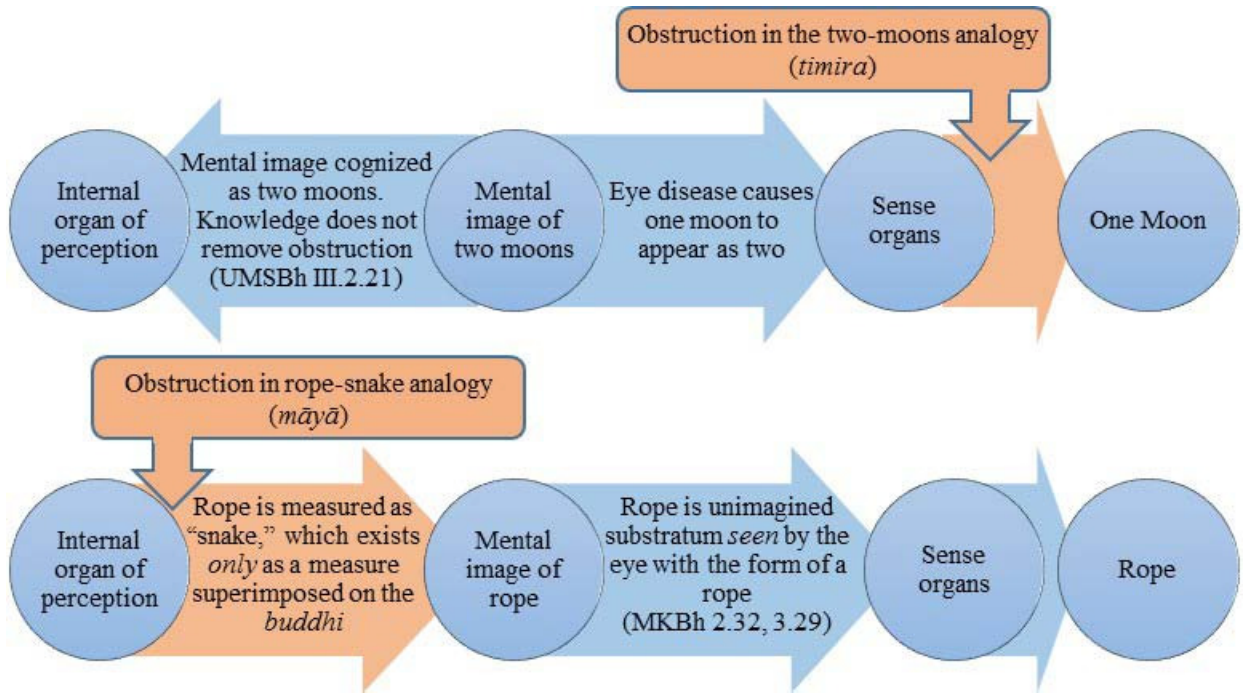 Obstruction in the two-moons analogy
(timira)
Internal
organ of
perception
Mental image cognized
as two moons.
Knowledge does not
remove obstruction
(UMSBh III.2.21)
Mental
image of
two moons
Eye disease causes
one moon to
appear as two
Sense
organs
One Moon
Obstruction in rope-snake analogy
(māyā)
Internal
organ of
perception
Rope is measured as
“snake,” which exists
only as a measure
superimposed on the
buddhi
Mental
image of
rope
Rope is unimagined
substratum seen by the
eye with the form of a
rope
(MKBh 2.32, 3.29)
Sense
organs
Rope